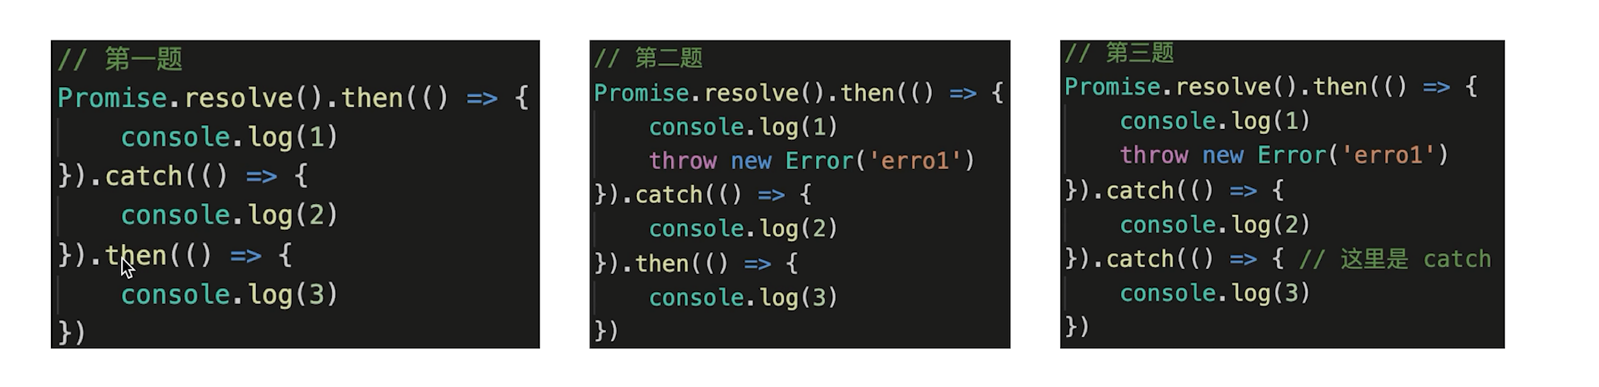 // 第一题
Promise.resolve().then(() => {
    console.log(1)
}).catch(() => {
    console.log(2)
}).then(() => {
    console.log(3)
})
// 第二题
Promise.resolve().then(() => {
    console.log(1)
    throw new Error('erro1')
}).catch(() => {
    console.log(2)
}).then(() => {
    console.log(3)
})
// 第三题
Promise.resolve().then(() => {
    console.log(1)
    throw new Error('erro1')
}).catch(() => {
    console.log(2)
}).catch(() => { // 这里是 catch
    console.log(3)
})